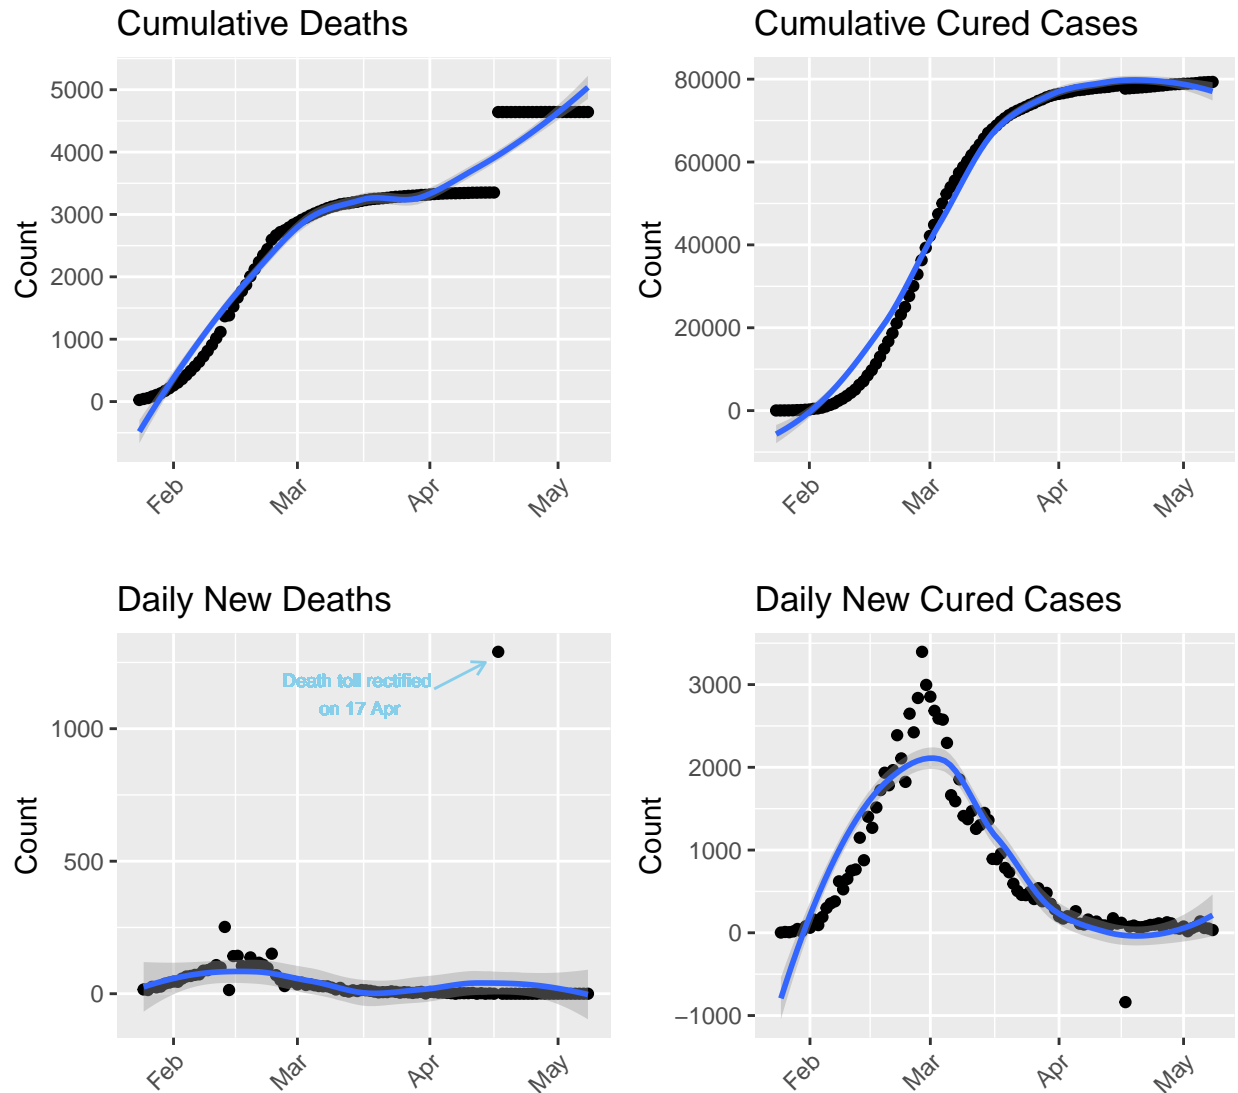 Cumulative Deaths
Count
5000
4000
3000
2000
1000
0
Feb
Mar
Apr
May
Cumulative Cured Cases
Count
80000
60000
40000
20000
0
Feb
Mar
Apr
May
Daily New Deaths
Count
1000
500
0
Death toll rectified
on 17 Apr
Feb
Mar
Apr
May
Daily New Cured Cases
Count
3000
2000
1000
0
−1000
Feb
Mar
Apr
May